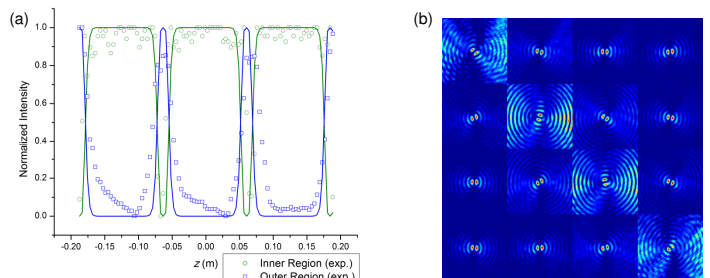 (a)
1.0
0.8
0.6
0.4
0.2
0.0
Normalized Intensity
-0.20 -0.15 -0.10 -0.05 0.00 0.05 0.10 0.15 0.20
z (m)
Inner Region (exp.)
Outer Region (exp.)
(b)